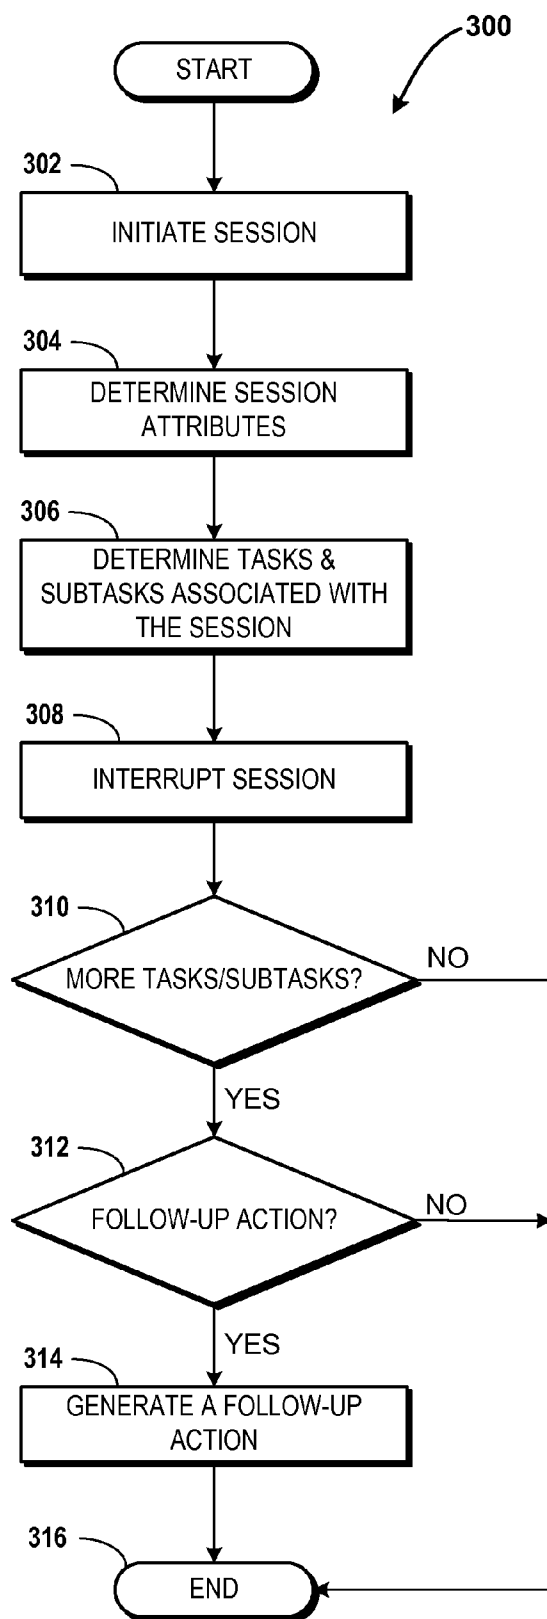 300
START
302
INITIATE SESSION
304
DETERMINE SESSION
ATTRIBUTES
306
DETERMINE TASKS &
SUBTASKS ASSOCIATED WITH
THE SESSION
308
INTERRUPT SESSION
310
MORE TASKS/SUBTASKS?
NO
YES
312
FOLLOW-UP ACTION?
NO
YES
314
GENERATE A FOLLOW-UP
ACTION
316
END